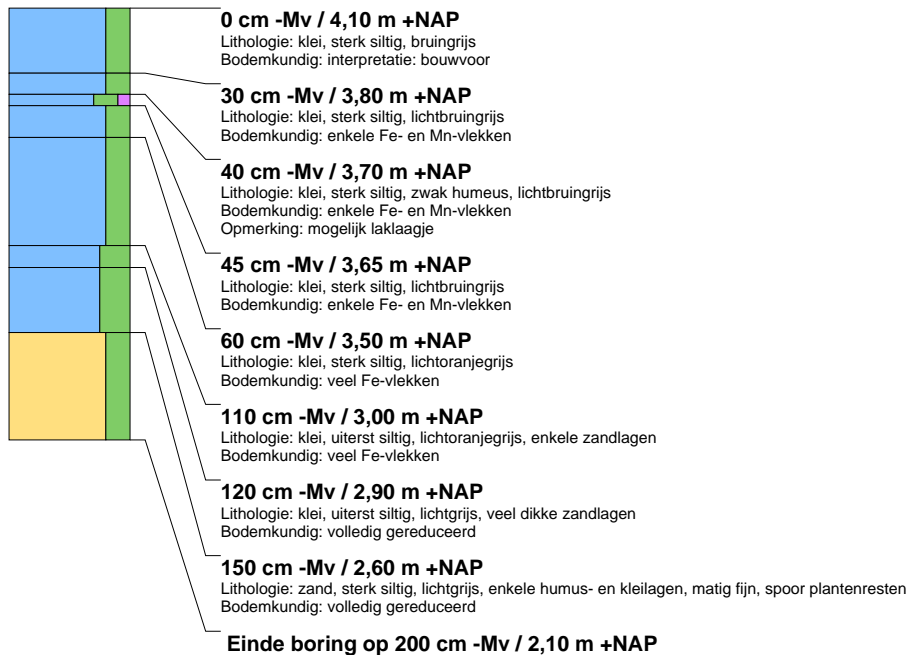 0 cm -Mv / 4,10 m +NAP
Lithologie: klei, sterk siltig, bruingrijs
Bodemkundig: interpretatie: bouwvoor
30 cm -Mv / 3,80 m +NAP
Lithologie: klei, sterk siltig, lichtbruingrijs
Bodemkundig: enkele Fe- en Mn-vlekken
40 cm -Mv / 3,70 m +NAP
Lithologie: klei, sterk siltig, zwak humeus, lichtbruingrijs
Bodemkundig: enkele Fe- en Mn-vlekken
Opmerking: mogelijk laklaagje
45 cm -Mv / 3,65 m +NAP
Lithologie: klei, sterk siltig, lichtbruingrijs
Bodemkundig: enkele Fe- en Mn-vlekken
60 cm -Mv / 3,50 m +NAP
Lithologie: klei, sterk siltig, lichtoranjegrijs
Bodemkundig: veel Fe-vlekken
110 cm -Mv / 3,00 m +NAP
Lithologie: klei, uiterst siltig, lichtoranjegrijs, enkele zandlagen
Bodemkundig: veel Fe-vlekken
120 cm -Mv / 2,90 m +NAP
Lithologie: klei, uiterst siltig, lichtgrijs, veel dikke zandlagen
Bodemkundig: volledig gereduceerd
150 cm -Mv / 2,60 m +NAP
Lithologie: zand, sterk siltig, lichtgrijs, enkele humus- en kleilagen, matig fijn, spoor plantenresten
Bodemkundig: volledig gereduceerd
Einde boring op 200 cm -Mv / 2,10 m +NAP